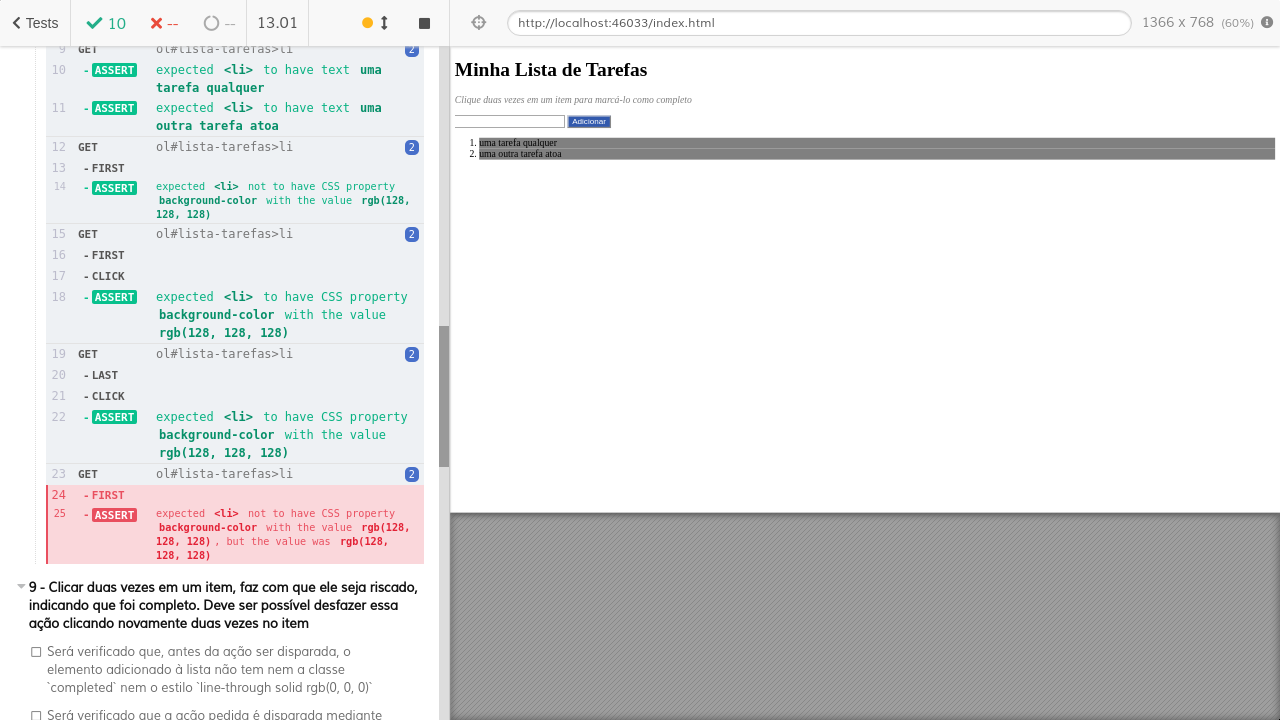 Tests
10
--
--
13.01
http://localhost:46033/index.html
1366 x 768 (60%)
9 GET ol#lista-tarefas>li 2
10 -ASSERT expected <li> to have text uma
tarefa qualquer
11 -ASSERT expected <li> to have text uma
outra tarefa atoa
12 GET ol#lista-tarefas>li 2
13 -FIRST
14 -ASSERT expected <li> not to have CSS property
background-color with the value rgb(128,
128, 128)
15 GET ol#lista-tarefas>li 2
16 -FIRST
17 -CLICK
18 -ASSERT expected <li> to have CSS property
background-color with the value
rgb(128, 128, 128)
19 GET ol#lista-tarefas>li 2
20 -LAST
21 -CLICK
22 -ASSERT expected <li> to have CSS property
background-color with the value
rgb(128, 128, 128)
23 GET ol#lista-tarefas>li 2
24 -FIRST
25 -ASSERT expected <li> not to have CSS property
background-color with the value rgb(128,
128, 128), but the value was rgb(128,
128, 128)
9 - Clicar duas vezes em um item, faz com que ele seja riscado,
indicando que foi completo. Deve ser possível desfazer essa
ação clicando novamente duas vezes no item
Será verificado que, antes da ação ser disparada, o
elemento adicionado à lista não tem nem a classe
`completed` nem o estilo `line-through solid rgb(0, 0, 0)`
Será verificado que a ação pedida é disparada mediante
Minha Lista de Tarefas
Clique duas vezes em um item para marcá-lo como completo
Adicionar
1. uma tarefa qualquer
2. uma outra tarefa atoa